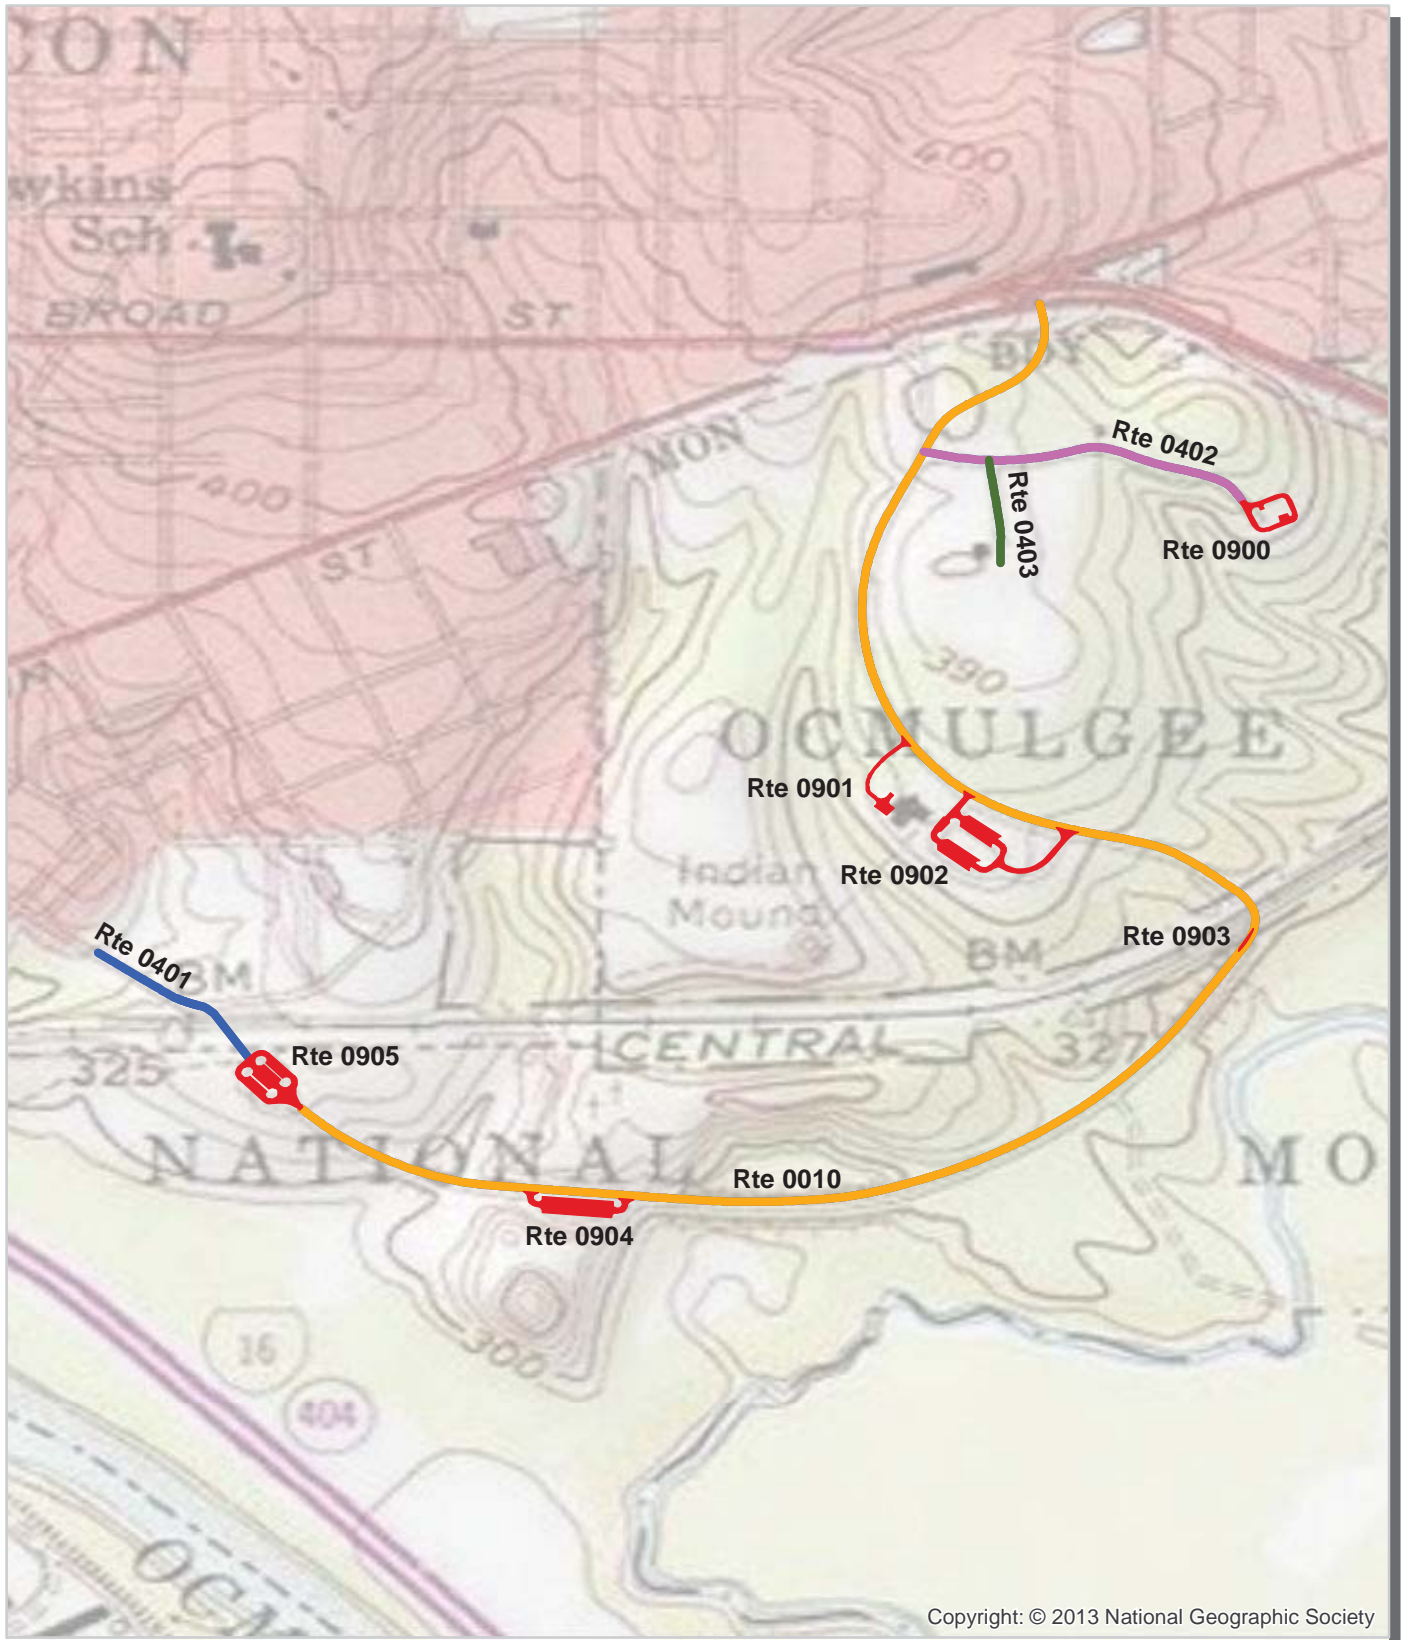 CON
wkins
Sch
BROAD ST
400
BDY
MON
Rte 0402
400
ST
Rte 0403
Rte 0900
390
OCMULGEE
Rte 0901
Rte 0902
Indian
Mound
Rte 0903
BM
Rte 0401
BM
Rte 0905
CENTRAL
325
327
NATIONAL
MO
Rte 0010
Rte 0904
300
16
404
OCM
Copyright: © 2013 National Geographic Society